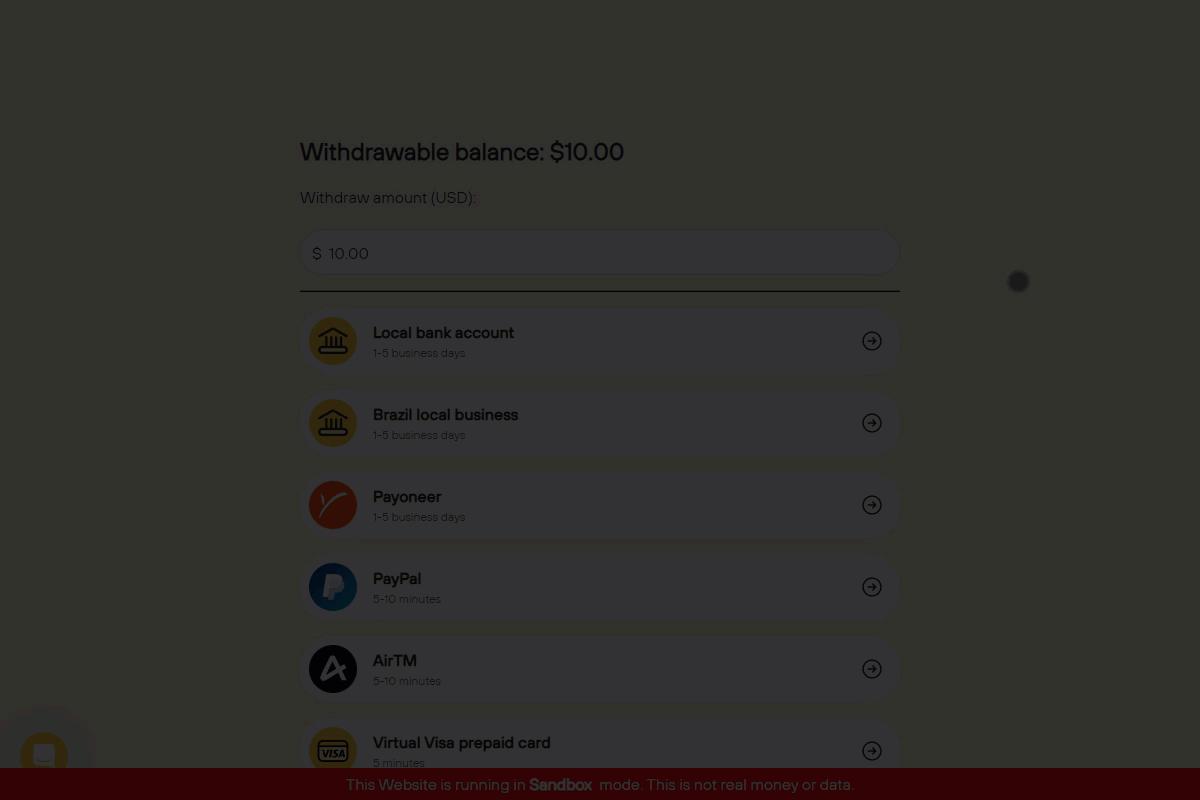 Withdrawable balance: $10.00
Withdraw amount (USD):
$ 10.00
Local bank account
1-5 business days
Brazil local business
1-5 business days
Payoneer
1-5 business days
PayPal
5-10 minutes
AirTM
5-10 minutes
VISA
Virtual Visa prepaid card
5 minutes
This Website is running in Sandbox mode. This is not real money or data.